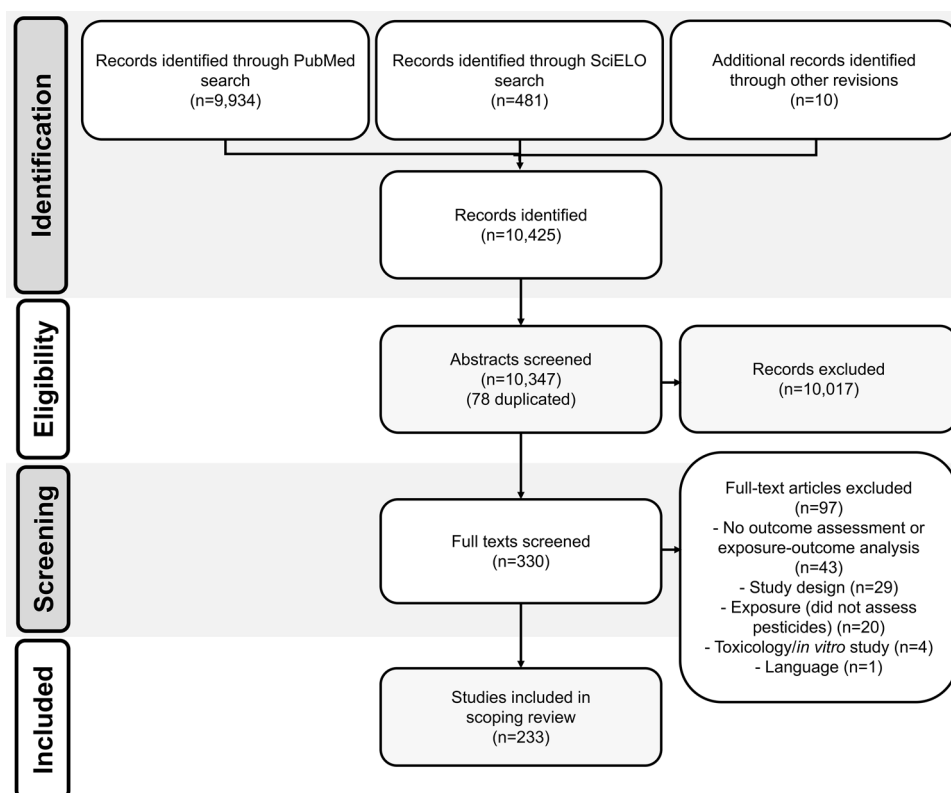 Identification
Records identified through PubMed
search
(n=9,934)
Records identified through SciELO
search
(n=481)
Additional records identified
through other revisions
(n=10)
Records identified
(n=10,425)
Eligibility
Abstracts screened
(n=10,347)
(78 duplicated)
Records excluded
(n=10,017)
Screening
Full texts screened
(n=330)
Full-text articles excluded
(n=97)
- No outcome assessment or
exposure-outcome analysis
(n=43)
- Study design (n=29)
- Exposure (did not assess
pesticides) (n=20)
- Toxicology/in vitro study (n=4)
- Language (n=1)
Included
Studies included in
scoping review
(n=233)